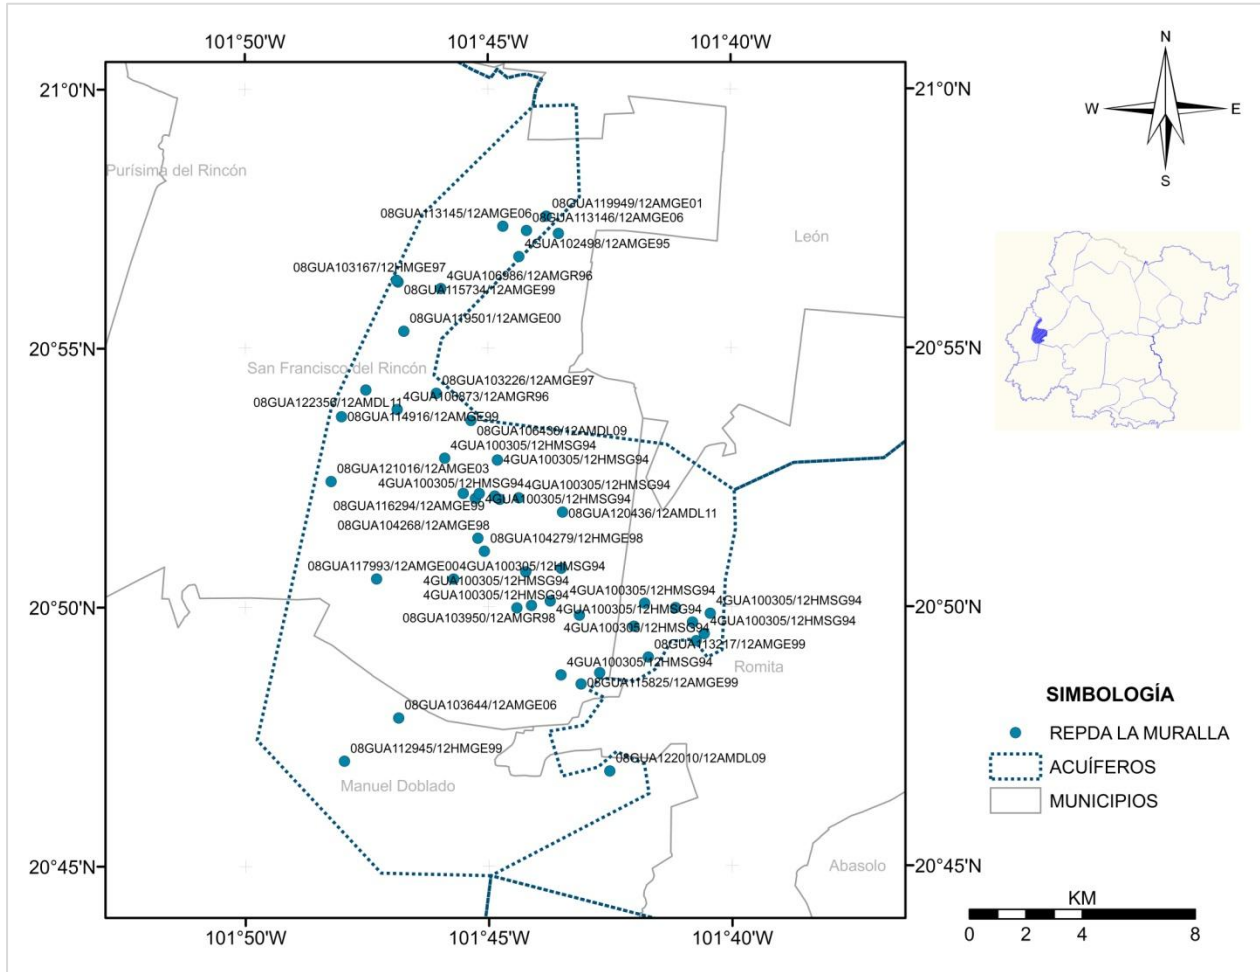 101°50'W
101°45'W
101°40'W
N
W
E
S
21°0'N
21°0'N
Purísima del Rincón
08GUA119949/12AMGE01
08GUA113145/12AMGE06
08GUA113146/12AMGE06
León
4GUA102498/12AMGE95
08GUA103167/12HMGE97
4GUA106986/12AMGR96
08GUA115734/12AMGE99
08GUA119501/12AMGE00
20°55'N
20°55'N
San Francisco del Rincón
08GUA103226/12AMGE97
4GUA106873/12AMGR96
08GUA122350/12AMDL11
08GUA114916/12AMGE99
08GUA106430/12AMDL09
4GUA100305/12HMSG94
4GUA100305/12HMSG94
08GUA121016/12AMGE03
4GUA100305/12HMSG94
4GUA100305/12HMSG94
4GUA100305/12HMSG94
08GUA116294/12AMGE99
08GUA120436/12AMDL11
08GUA104268/12AMGE98
08GUA104279/12HMGE98
08GUA117993/12AMGE00
4GUA100305/12HMSG94
4GUA100305/12HMSG94
4GUA100305/12HMSG94
4GUA100305/12HMSG94
4GUA100305/12HMSG94
20°50'N
20°50'N
4GUA100305/12HMSG94
08GUA103950/12AMGR98
4GUA100305/12HMSG94
4GUA100305/12HMSG94
08GUA113217/12AMGE99
4GUA100305/12HMSG94
Romita
08GUA115825/12AMGE99
08GUA103644/12AMGE06
08GUA112945/12HMGE99
08GUA122010/12AMDL09
Manuel Doblado
20°45'N
20°45'N
Abasolo
101°50'W
101°45'W
101°40'W
SIMBOLOGÍA
REPDA LA MURALLA
ACUÍFEROS
MUNICIPIOS
KM
0 2 4 8